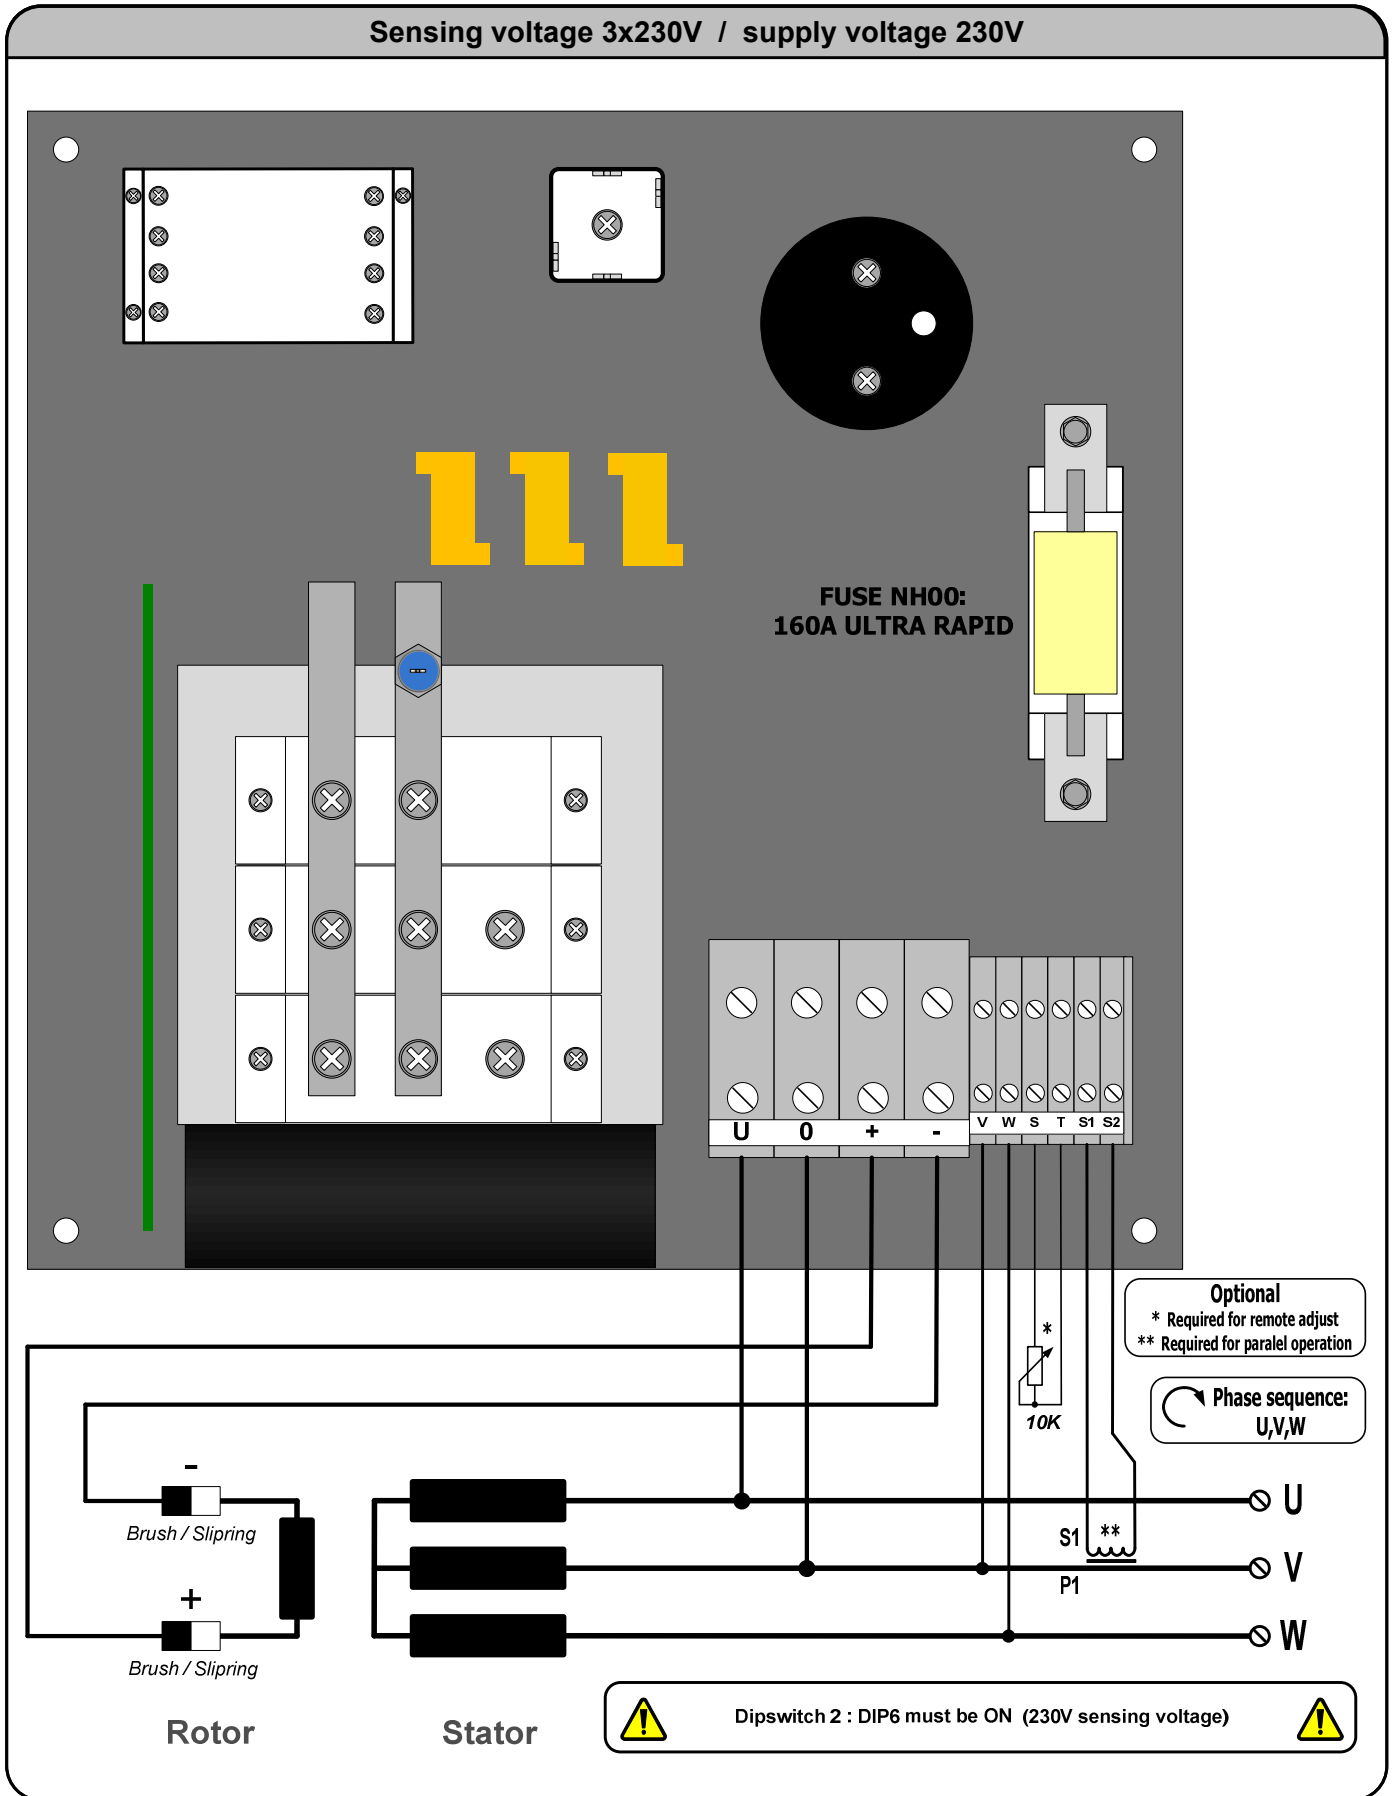 Sensing voltage 3x230V / supply voltage 230V
FUSE NH00:
160A ULTRA RAPID
U 0 + -
V W S T S1 S2
Optional
* Required for remote adjust
** Required for paralel operation
*
10K
Phase sequence:
U,V,W
-
Brush / Slipring
+
Brush / Slipring
U
S1 **
V
P1
W
Rotor
Stator
Dipswitch 2 : DIP6 must be ON (230V sensing voltage)